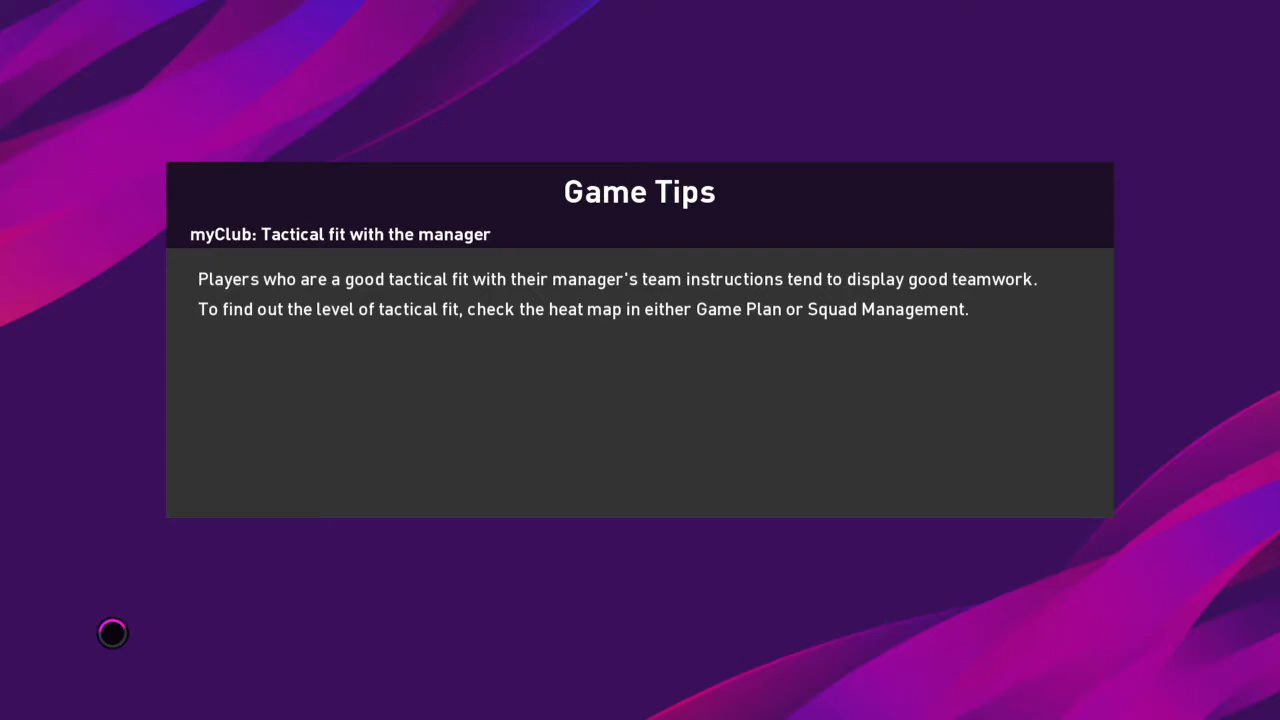 Game Tips
myClub: Tactical fit with the manager
Players who are a good tactical fit with their manager's team instructions tend to display good teamwork.
To find out the level of tactical fit, check the heat map in either Game Plan or Squad Management.